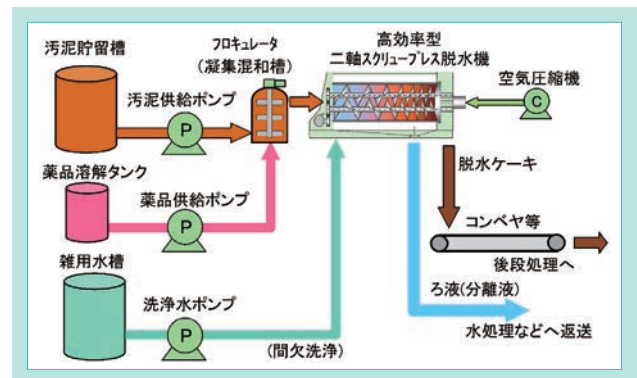 汚泥貯留槽
フロキュレータ
(凝集混和槽)
高効率型
二軸スクリュープレス脱水機
空気圧縮機
C
汚泥供給ポンプ
P
薬品溶解タンク
薬品供給ポンプ
P
脱水ケーキ
コンベヤ等
後段処理へ
雑用水槽
洗浄水ポンプ
P
(間欠洗浄)
ろ液(分離液)
水処理などへ返送